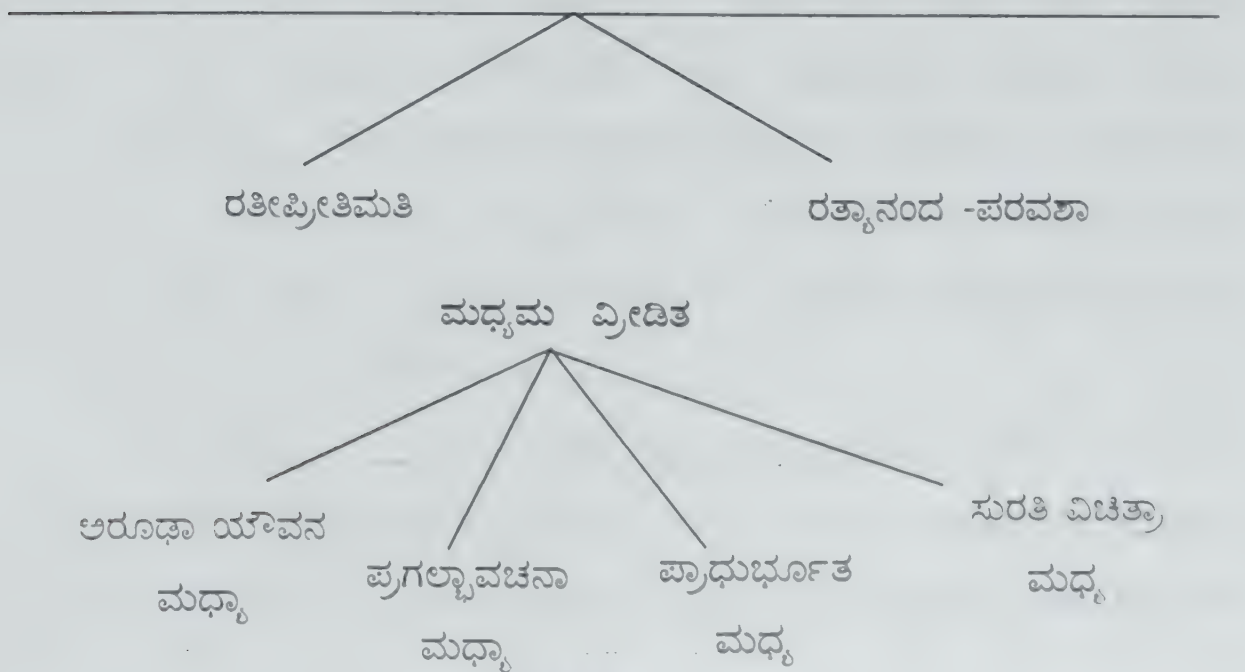 ರತೀಪ್ರೀತಿಮತಿ
ರತ್ಯಾನಂದ -ಪರವಶಾ
ಮಧ್ಯಮ ವ್ರೀಡಿತ
ಅರೂಢಾ ಯೌವನ
ಮಧ್ಯಾ
ಪ್ರಗಲ್ಭಾವಚನಾ
ಮಧ್ಯಾ
ಪ್ರಾಧುರ್ಭೂತ
ಮಧ್ಯ
ಸುರತಿ ವಿಚಿತ್ರಾ
ಮಧ್ಯ